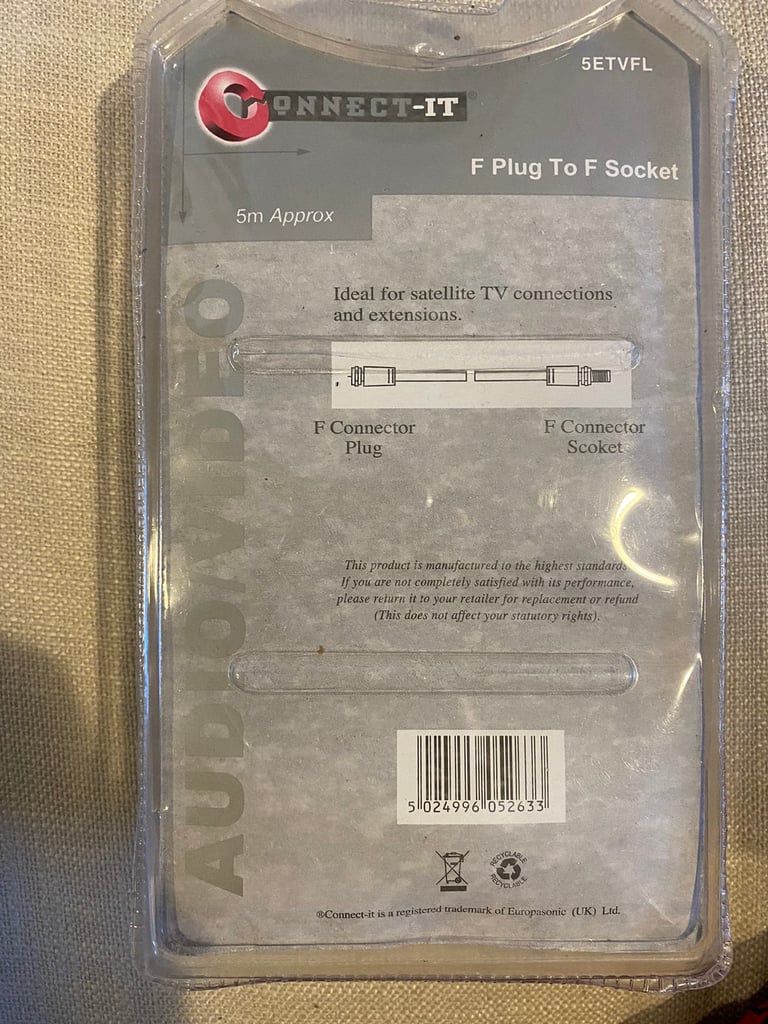 5ETVFL
CONNECT-IT®
F Plug To F Socket
5m Approx
AUDIO/VIDEO
Ideal for satellite TV connections
and extensions.
F Connector
Plug
F Connector
Scoket
This product is manufactured to the highest standards
If you are not completely satisfied with its performance,
please return it to your retailer for replacement or refund
(This does not affect your statutory rights).
5 024996 052633
RECYCLABLE
RECYCLABLE
®Connect-it is a registered trademark of Europasonic (UK) Ltd.